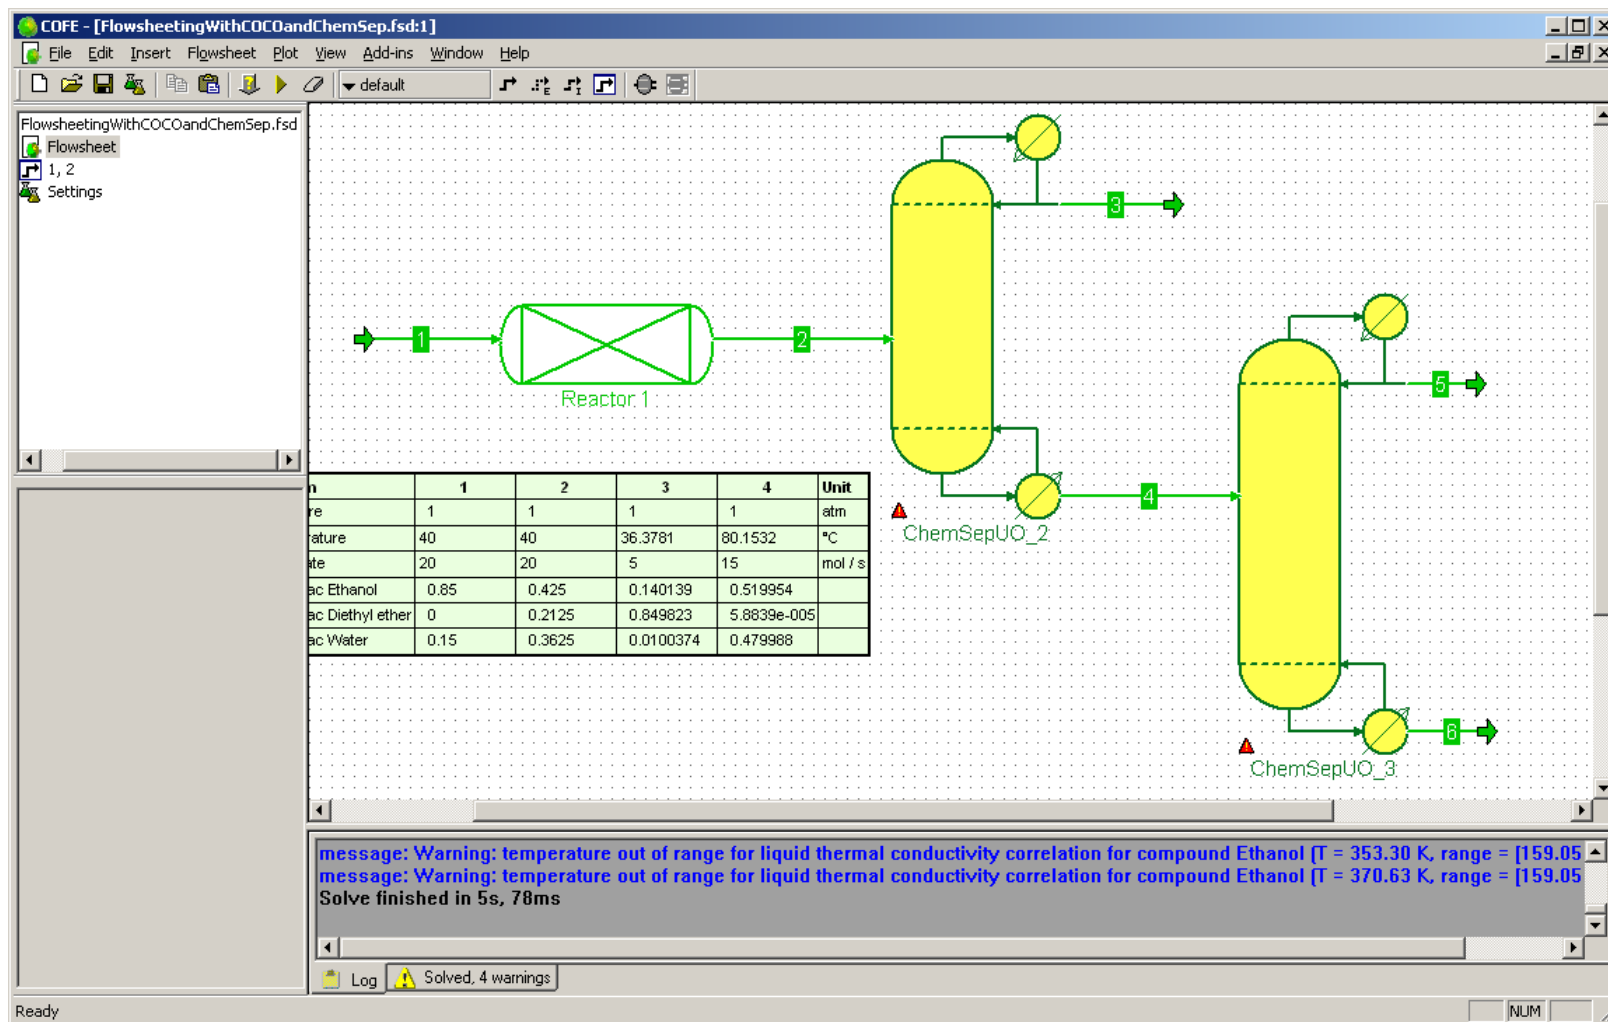 COFE - [FlowsheetingWithCOCOandChemSep.fsd:1]
File Edit Insert Flowsheet Plot View Add-ins Window Help
default
FlowsheetingWithCOCOandChemSep.fsd
Flowsheet
1, 2
Settings
3
1
2
Reactor 1
5
4
ChemSepUO_2
6
ChemSepUO_3
m 1 2 3 4 Unit
re 1 1 1 1 atm
rature 40 40 36.3781 80.1532 °C
ate 20 20 5 15 mol / s
ac Ethanol 0.85 0.425 0.140139 0.519954
ac Diethyl ether 0 0.2125 0.849823 5.8839e-005
ac Water 0.15 0.3625 0.0100374 0.479988
message: Warning: temperature out of range for liquid thermal conductivity correlation for compound Ethanol (T = 353.30 K, range = [159.05
message: Warning: temperature out of range for liquid thermal conductivity correlation for compound Ethanol (T = 370.63 K, range = [159.05
Solve finished in 5s, 78ms
Log Solved, 4 warnings
Ready NUM